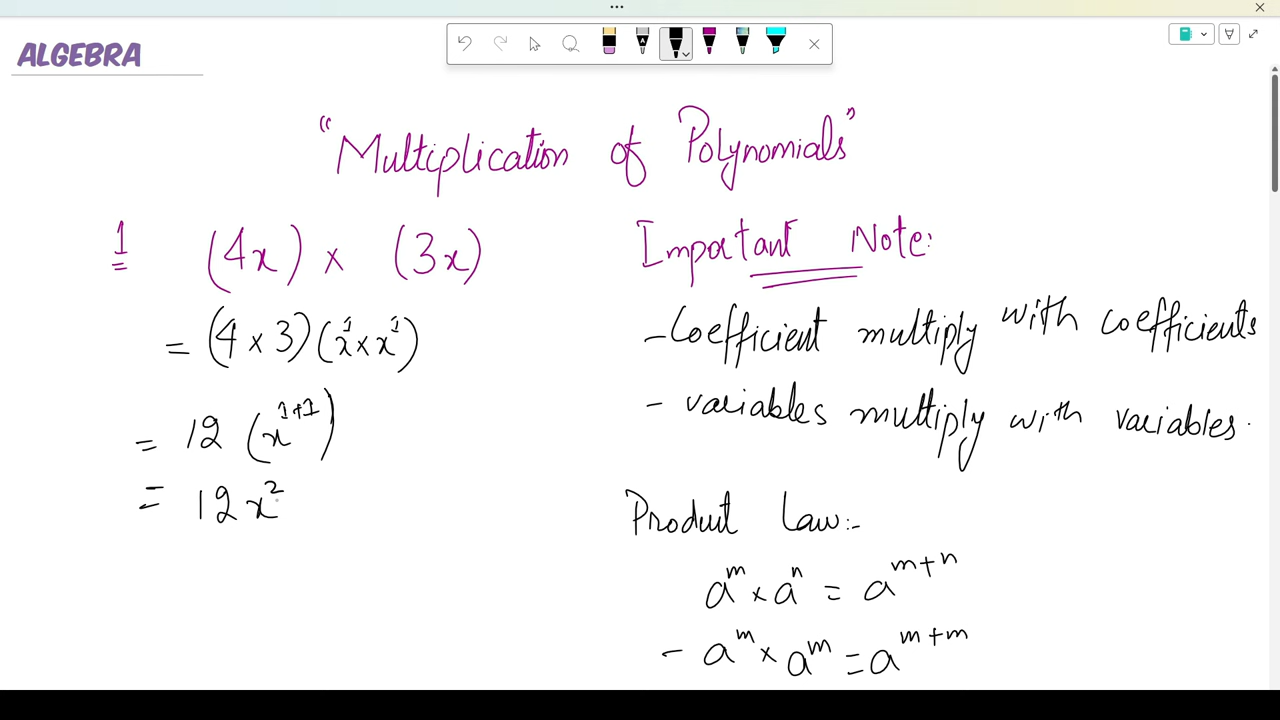 ALGEBRA
"Multiplication of Polynomials"
1 (4x) × (3x)
= (4 × 3)(x¹ × x¹)
= 12 (x¹⁺¹)
= 12x²
Important Note:
- Coefficient multiply with coefficients
- variables multiply with variables.
Product Law:-
aᵐ × aⁿ = aᵐ⁺ⁿ
- aᵐ × aᵐ = aᵐ⁺ᵐ